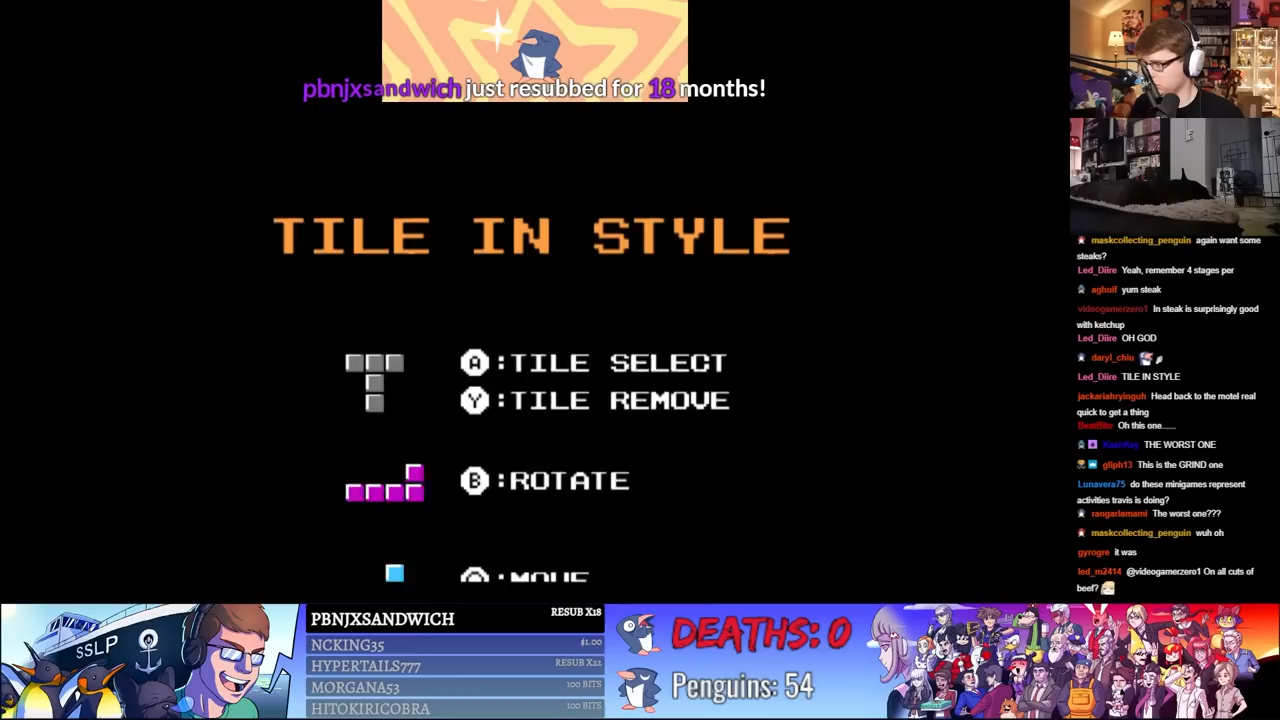 pbnjxsandwich just resubbed for 18 months!
TILE IN STYLE
A :TILE SELECT
Y :TILE REMOVE
B :ROTATE
:MOVE
maskcollecting_penguin again want some
steaks?
Led_Diire Yeah, remember 4 stages per
aghuif yum steak
videogamerzero1 In steak is surprisingly good
with ketchup
Led_Diire OH GOD
daryl_chiu
Led_Diire TILE IN STYLE
jackariahryinguh Head back to the motel real
quick to get a thing
BeatBito Oh this one......
THE WORST ONE
gliph13 This is the GRIND one
Lunavera75 do these minigames represent
activities travis is doing?
rangarlamami The worst one???
maskcollecting_penguin wuh oh
gyrogre it was
led_m2414 @videogamerzero1 On all cuts of
beef?
SSLP
PBNJXSANDWICH RESUB X18
NCKING35 $1.00
HYPERTAILS777 RESUB X22
MORGANA53 100 BITS
HITOKIRICOBRA 100 BITS
DEATHS: 0
Penguins: 54